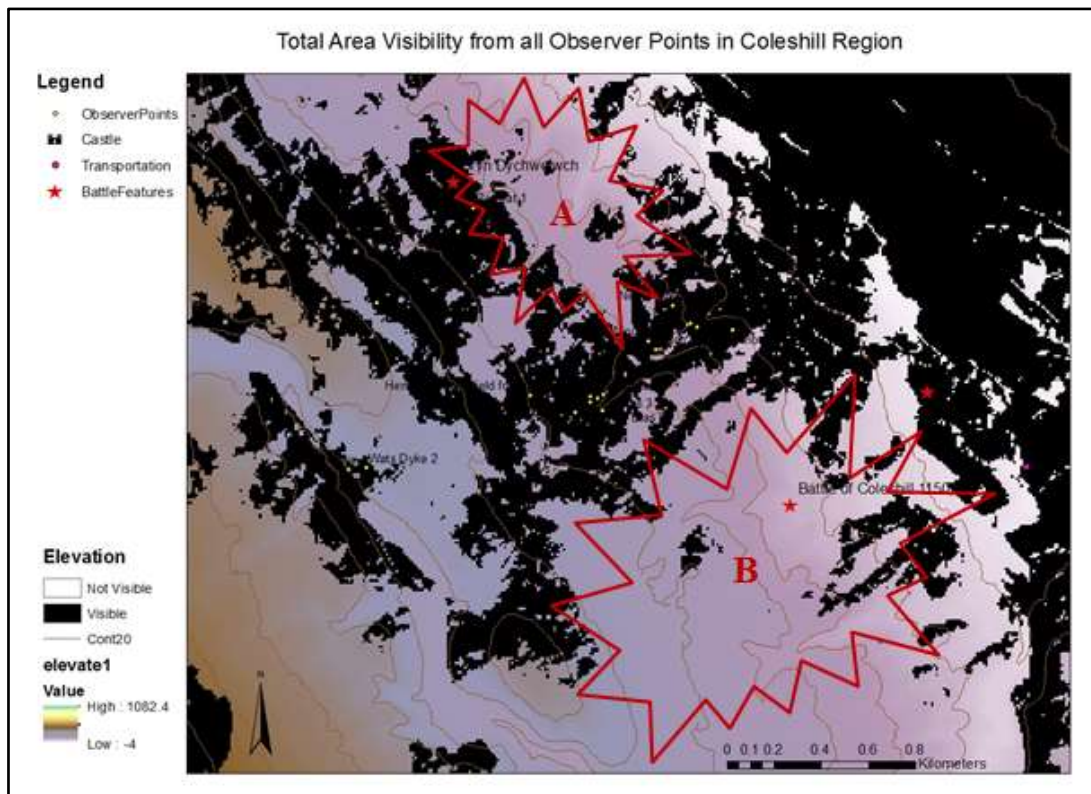 Total Area Visibility from all Observer Points in Coleshill Region
Legend
ObserverPoints
Castle
Transportation
BattleFeatures
A
Wats Dyke 2
Battle of Coleshill 1150
B
Elevation
Not Visible
Visible
Cont20
elevate1
Value
High : 1082.4
Low : -4
N
0 0.1 0.2 0.4 0.6 0.8
Kilometers